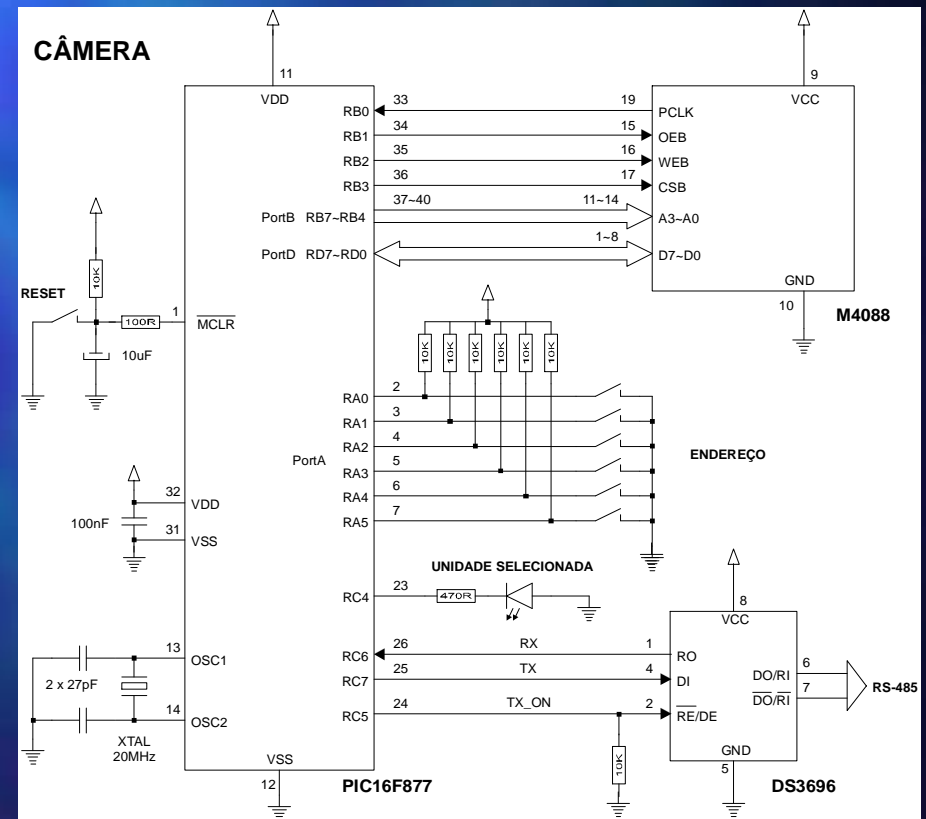 CÂMERA
11
VDD
9
VCC
RB0 33 19 PCLK
RB1 34 15 OEB
RB2 35 16 WEB
RB3 36 17 CSB
PortB RB7~RB4 37~40 11~14 A3~A0
PortD RD7~RD0 1~8 D7~D0
GND
10
M4088
RESET
10K
100R
1
MCLR
10uF
10K 10K 10K 10K 10K 10K
RA0 2
RA1 3
RA2 4
PortA
RA3 5
RA4 6
RA5 7
ENDEREÇO
32 VDD
100nF
31 VSS
UNIDADE SELECIONADA
RC4 23 470R
8
VCC
RC6 26 RX 1 RO
RC7 25 TX 4 DI
RC5 24 TX_ON 2 RE/DE
DO/RI 6
DO/RI 7
RS-485
10K
GND
5
DS3696
13 OSC1
2 x 27pF
14 OSC2
XTAL
20MHz
VSS
12
PIC16F877